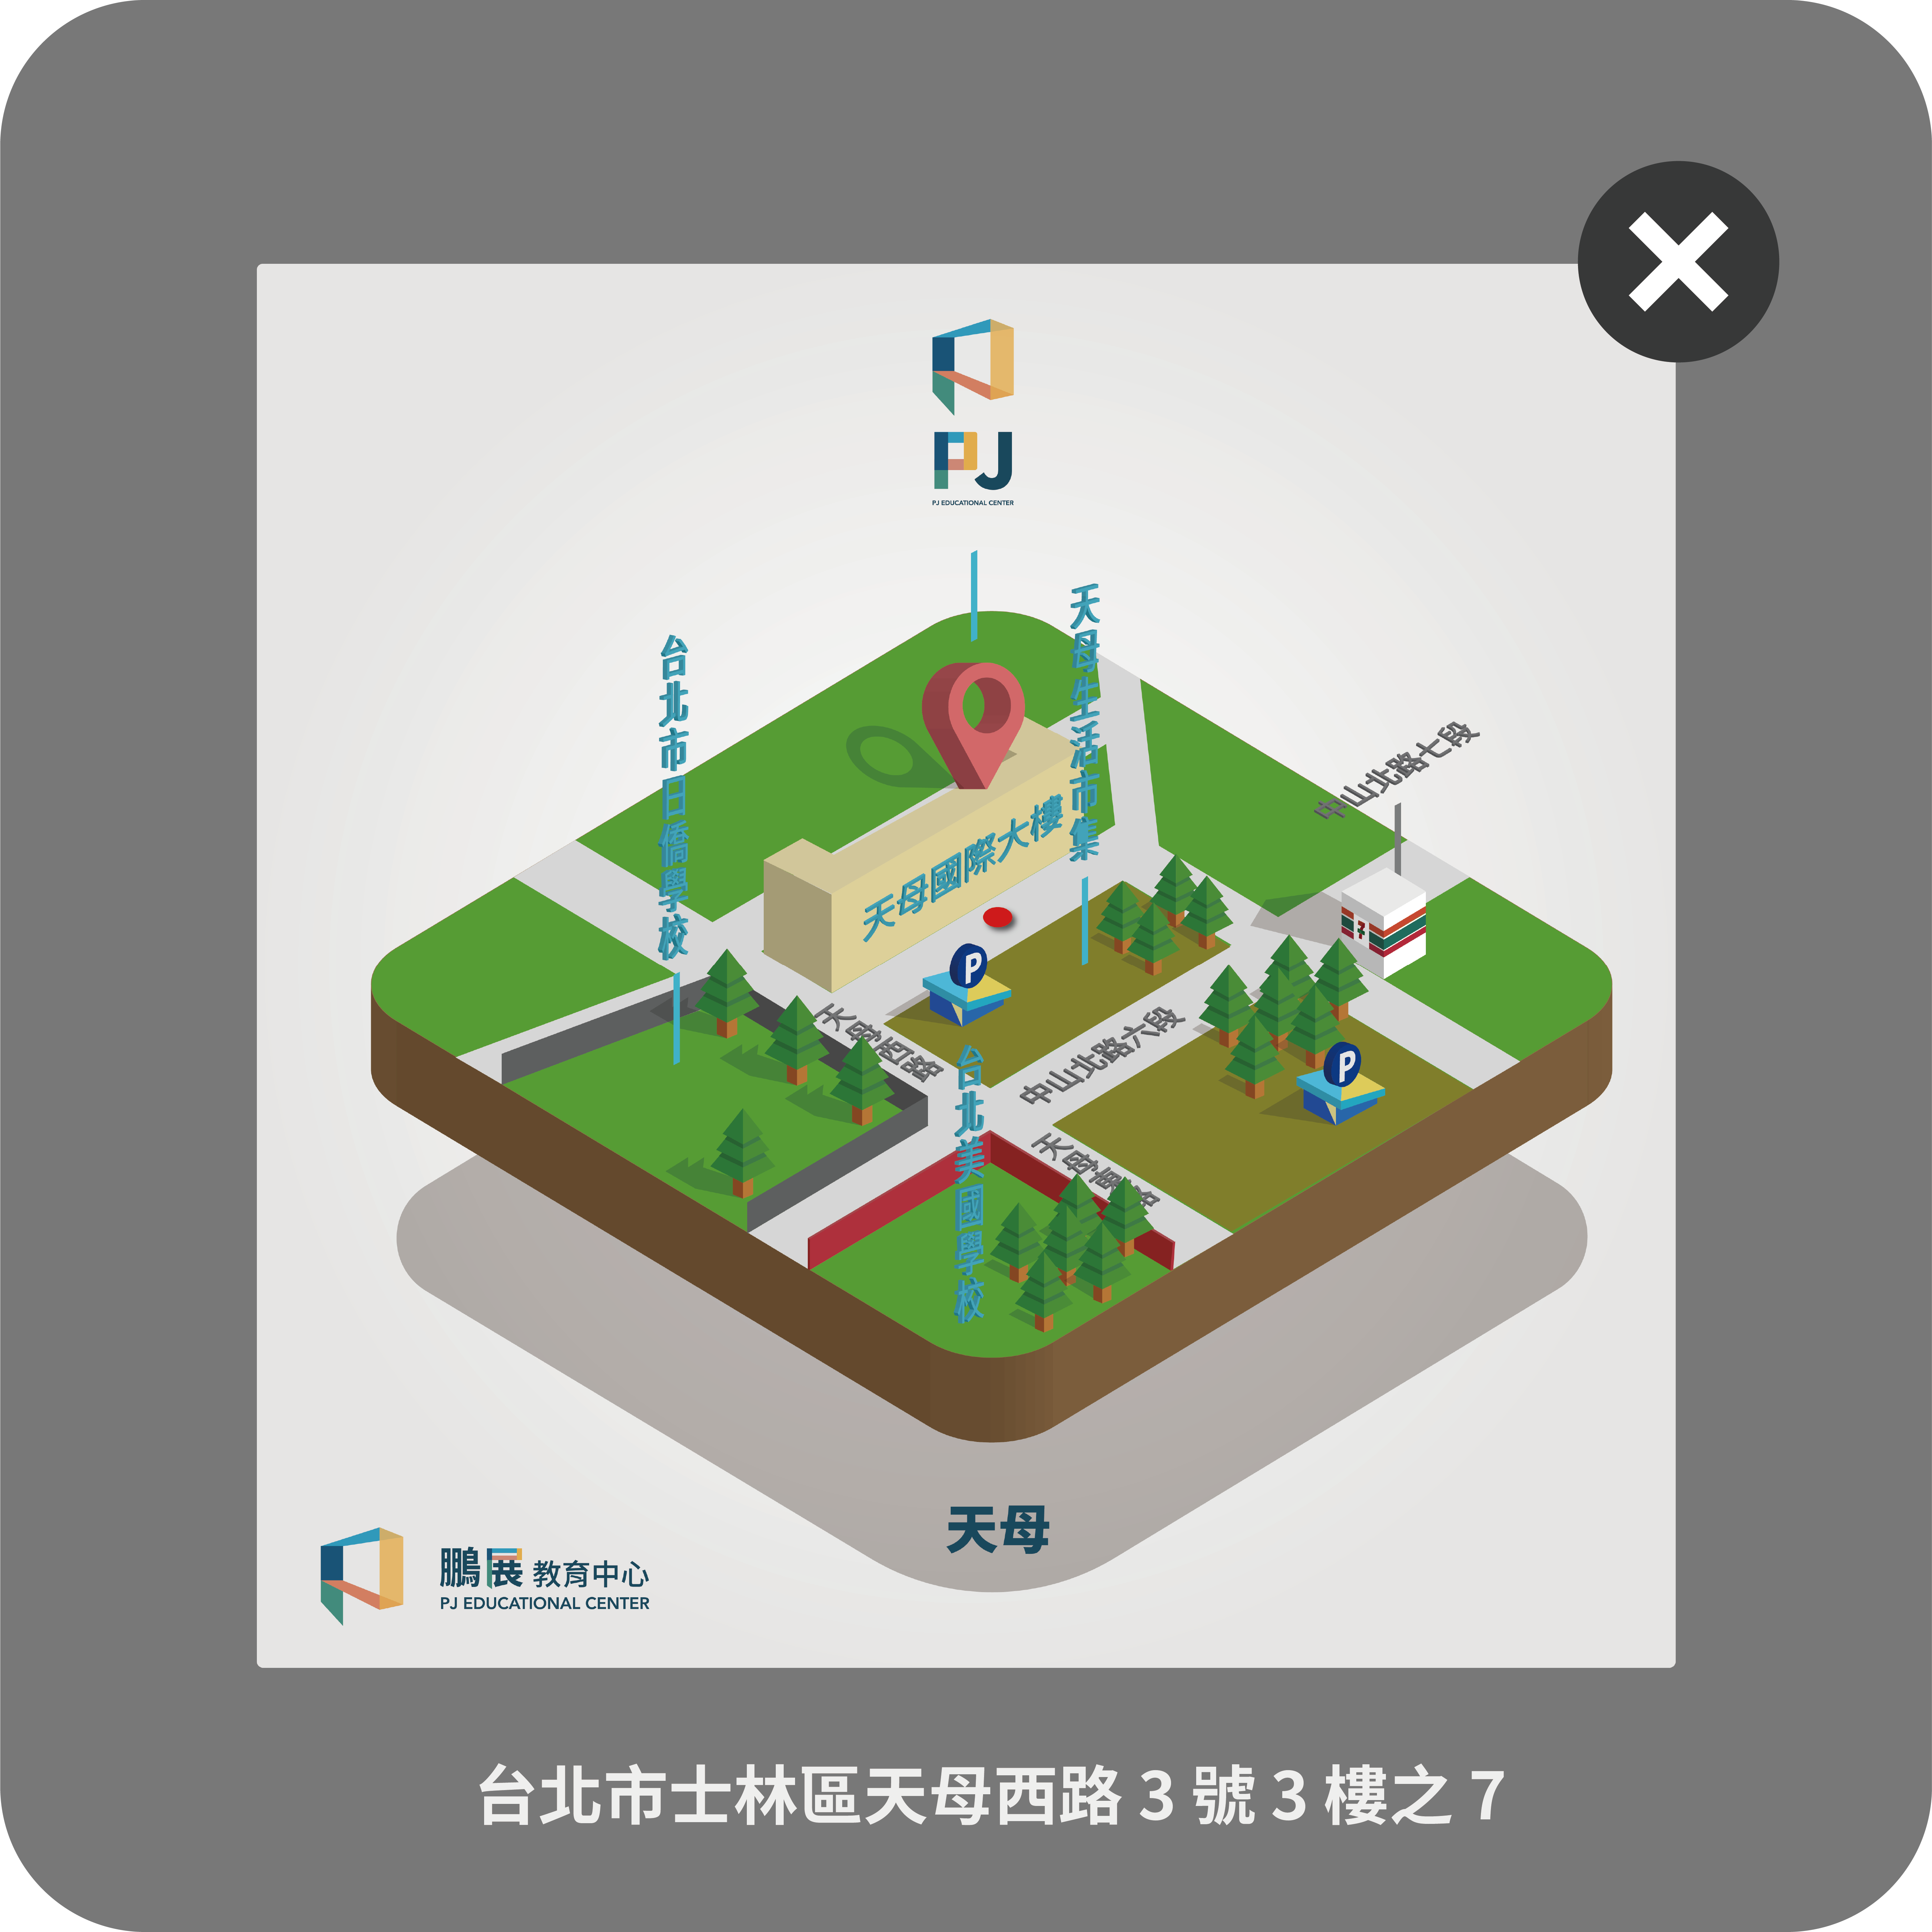 PJ
PJ EDUCATIONAL CENTER
天母生活市集
台北市日僑學校
中山北路七段
天母國際大樓
7
P
天母西路
中山北路六段
P
台北美國學校
天母東路
天母
鵬展教育中心
PJ EDUCATIONAL CENTER
台北市士林區天母西路 3 號 3 樓之 7